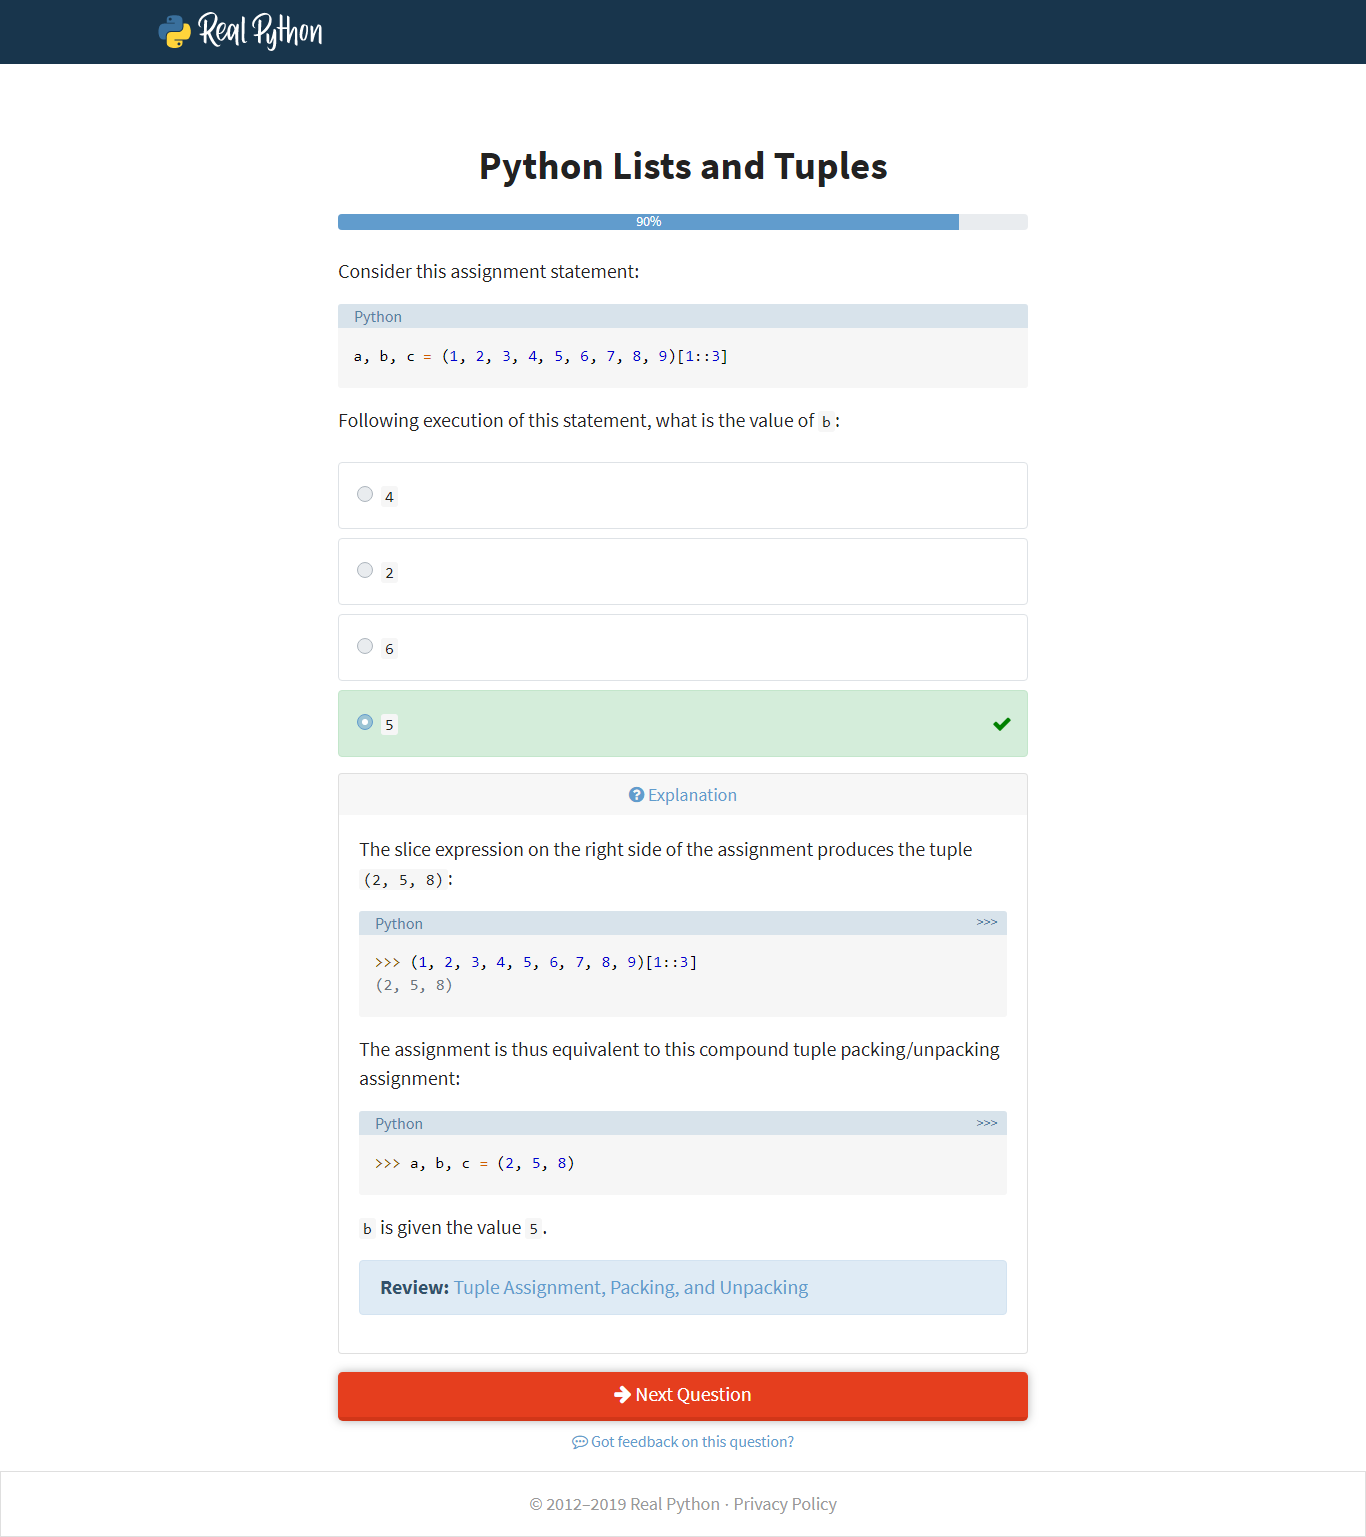 Real Python
Python Lists and Tuples
90%
Consider this assignment statement:
Python
a, b, c = (1, 2, 3, 4, 5, 6, 7, 8, 9)[1::3]
Following execution of this statement, what is the value of b:
4
2
6
5
Explanation
The slice expression on the right side of the assignment produces the tuple
(2, 5, 8):
Python >>>
>>> (1, 2, 3, 4, 5, 6, 7, 8, 9)[1::3]
(2, 5, 8)
The assignment is thus equivalent to this compound tuple packing/unpacking
assignment:
Python >>>
>>> a, b, c = (2, 5, 8)
b is given the value 5.
Review: Tuple Assignment, Packing, and Unpacking
Next Question
Got feedback on this question?
© 2012–2019 Real Python · Privacy Policy